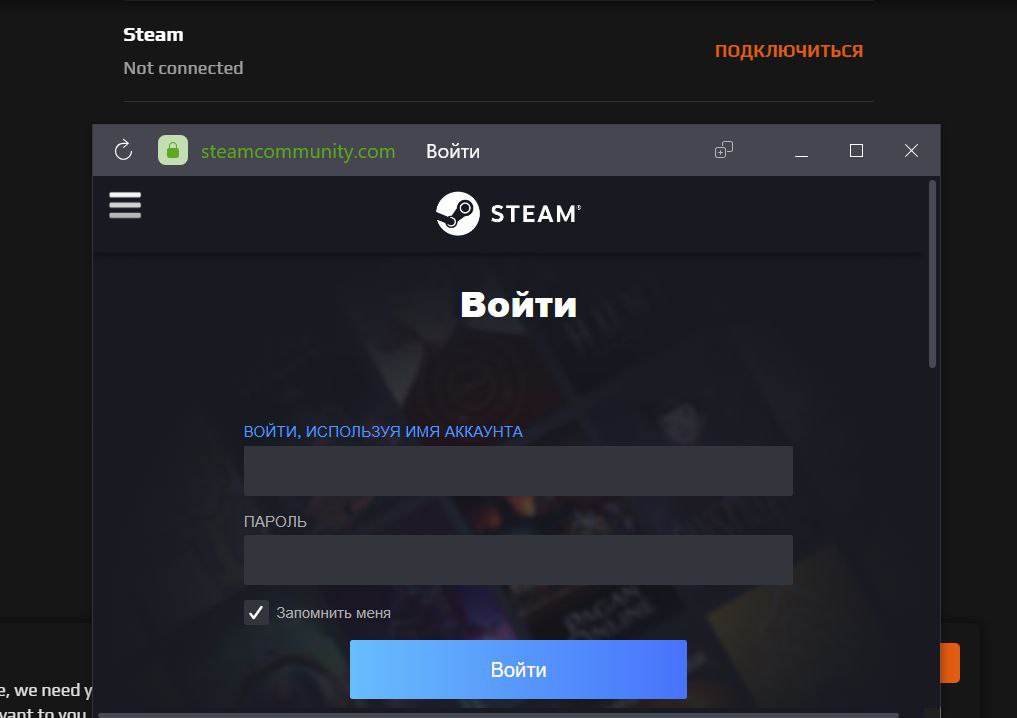 Steam
Not connected
ПОДКЛЮЧИТЬСЯ
steamcommunity.com Войти
STEAM®
Войти
ВОЙТИ, ИСПОЛЬЗУЯ ИМЯ АККАУНТА
ПАРОЛЬ
Запомнить меня
Войти
e, we need y
want to you